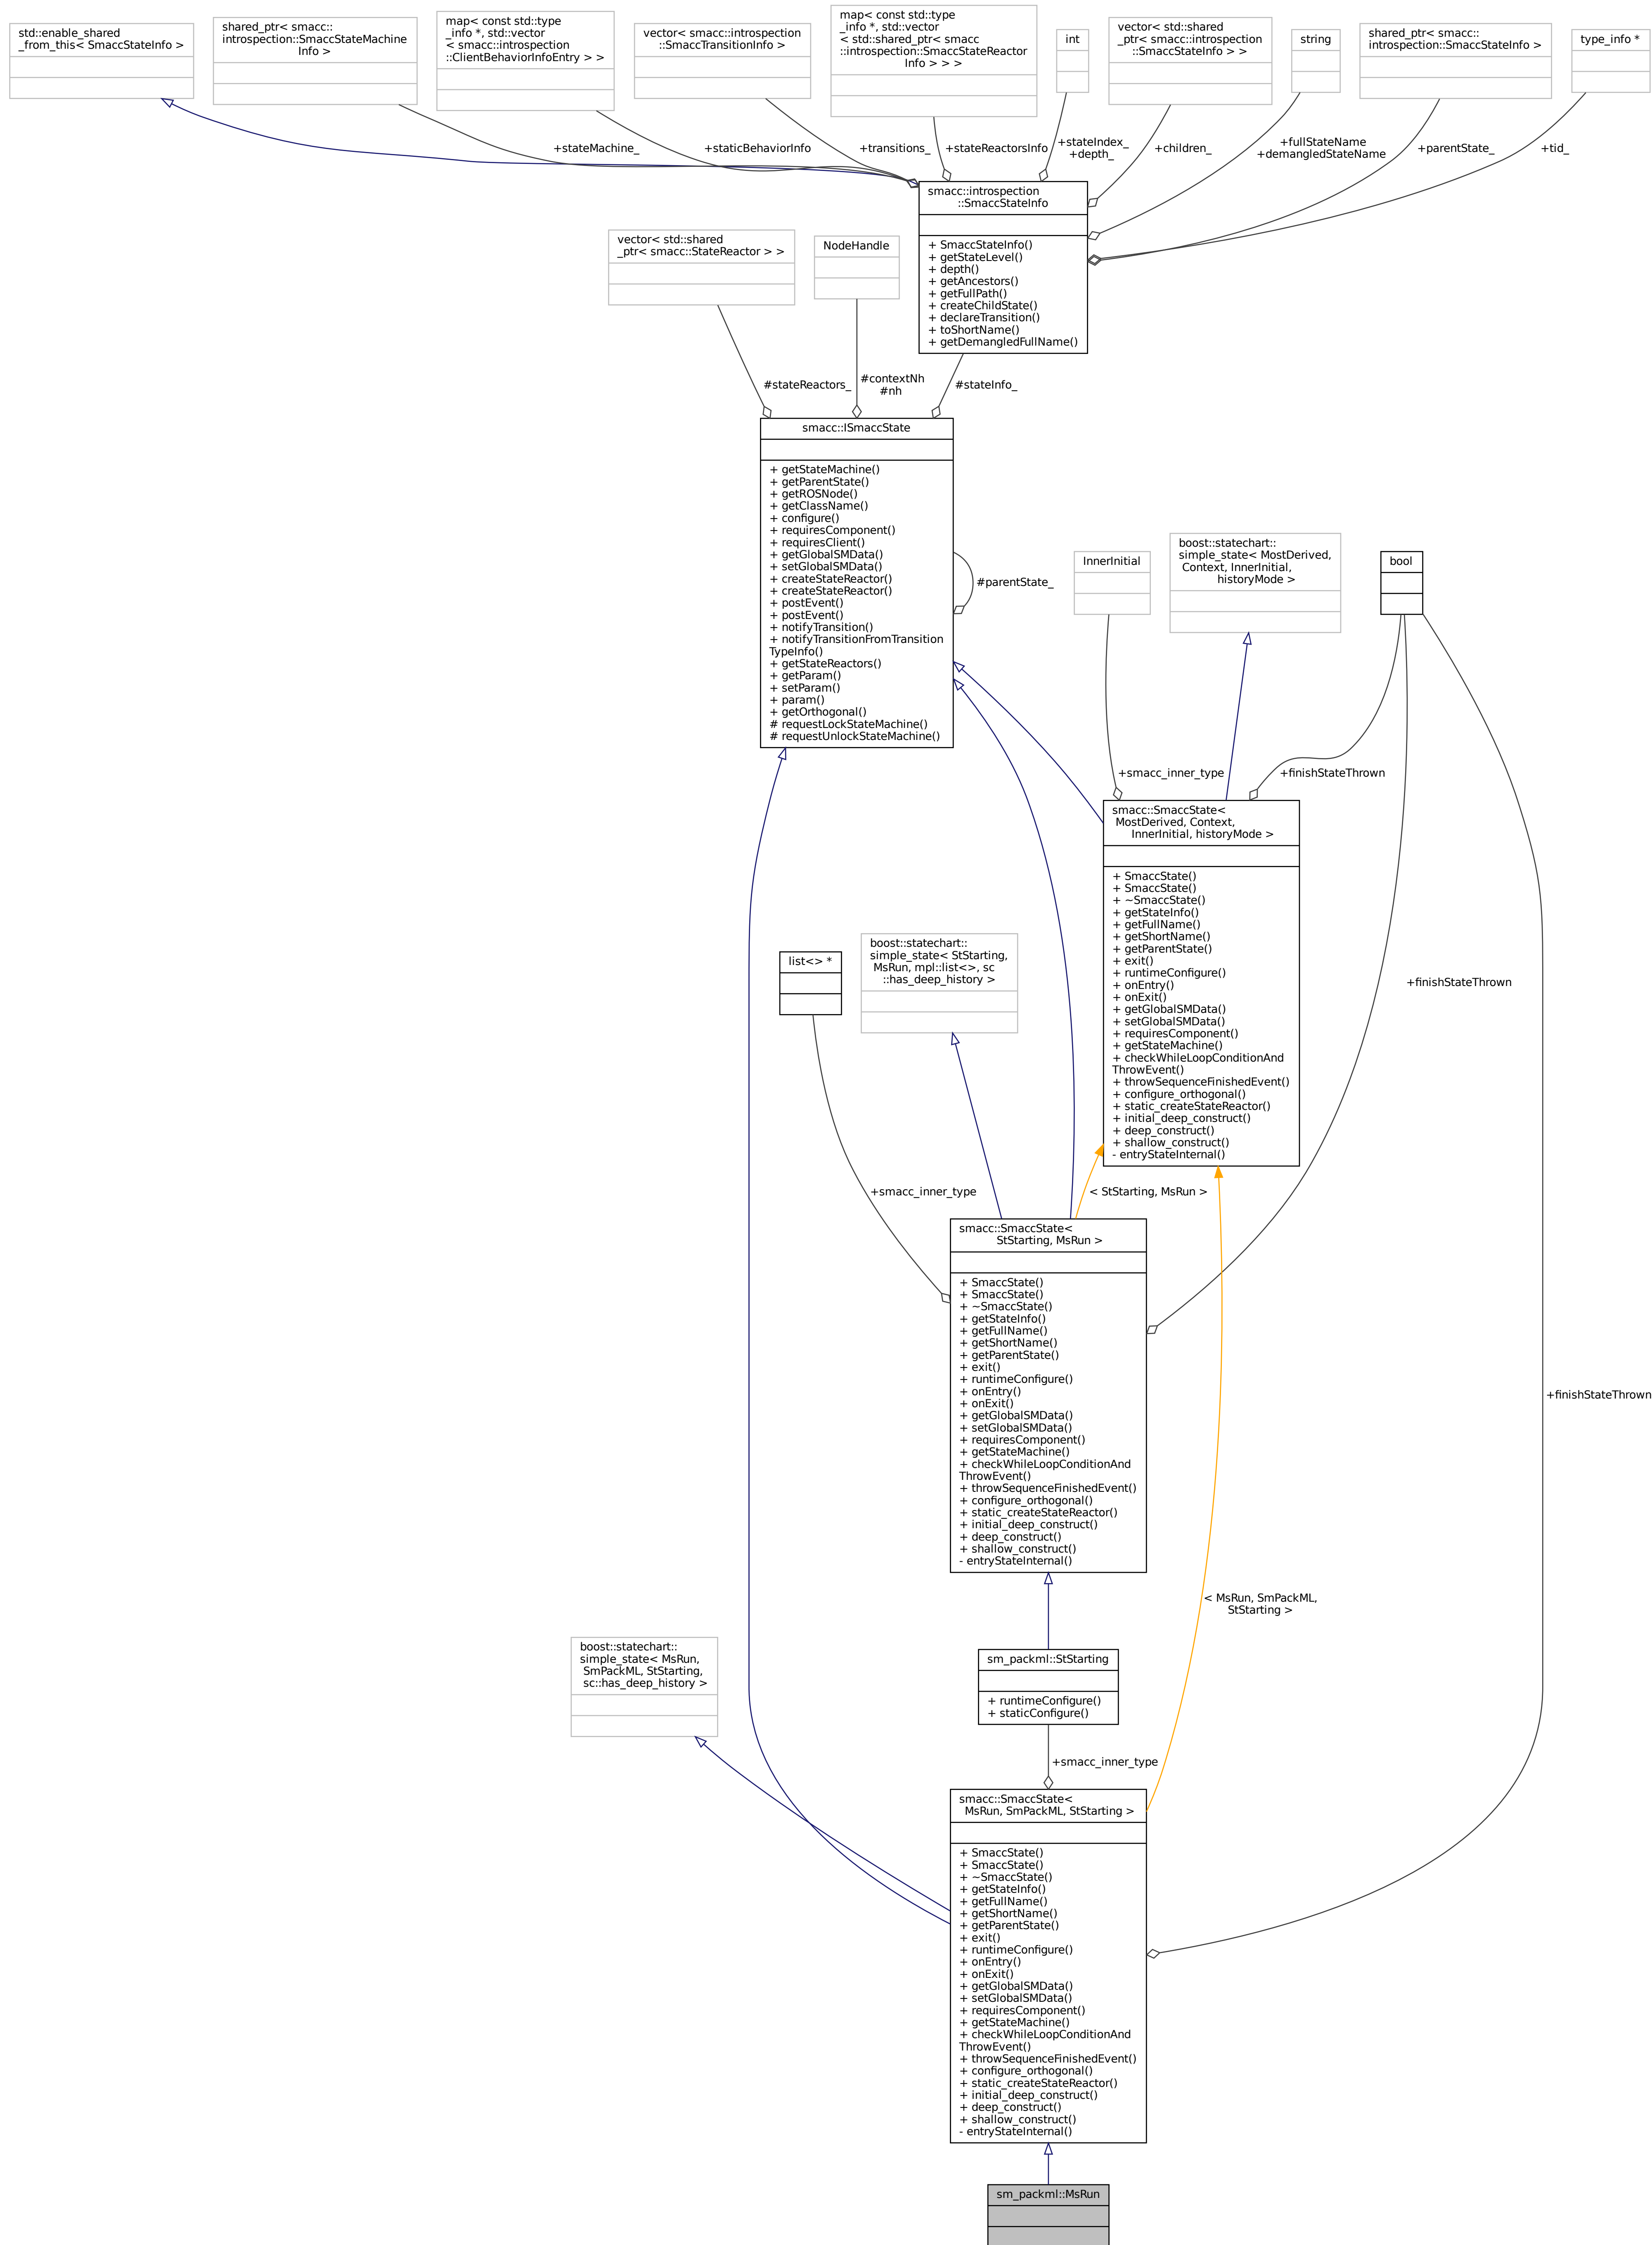 std::enable_shared
_from_this< SmaccStateInfo >
shared_ptr< smacc::
introspection::SmaccStateMachine
Info >
map< const std::type
_info *, std::vector
< smacc::introspection
::ClientBehaviorInfoEntry > >
vector< smacc::introspection
::SmaccTransitionInfo >
map< const std::type
_info *, std::vector
< std::shared_ptr< smacc
::introspection::SmaccStateReactor
Info > > >
int
vector< std::shared
_ptr< smacc::introspection
::SmaccStateInfo > >
string
shared_ptr< smacc::
introspection::SmaccStateInfo >
type_info *
+stateMachine_
+staticBehaviorInfo
+transitions_
+stateReactorsInfo
+stateIndex_
+depth_
+children_
+fullStateName
+demangledStateName
+parentState_
+tid_
smacc::introspection
::SmaccStateInfo
+ SmaccStateInfo()
+ getStateLevel()
+ depth()
+ getAncestors()
+ getFullPath()
+ createChildState()
+ declareTransition()
+ toShortName()
+ getDemangledFullName()
vector< std::shared
_ptr< smacc::StateReactor > >
NodeHandle
#stateReactors_
#contextNh
#nh
#stateInfo_
smacc::ISmaccState
+ getStateMachine()
+ getParentState()
+ getROSNode()
+ getClassName()
+ configure()
+ requiresComponent()
+ requiresClient()
+ getGlobalSMData()
+ setGlobalSMData()
+ createStateReactor()
+ createStateReactor()
+ postEvent()
+ postEvent()
+ notifyTransition()
+ notifyTransitionFromTransition
TypeInfo()
+ getStateReactors()
+ getParam()
+ setParam()
+ param()
+ getOrthogonal()
# requestLockStateMachine()
# requestUnlockStateMachine()
#parentState_
InnerInitial
boost::statechart::
simple_state< MostDerived,
Context, InnerInitial,
historyMode >
bool
+smacc_inner_type
+finishStateThrown
smacc::SmaccState<
MostDerived, Context,
InnerInitial, historyMode >
+ SmaccState()
+ SmaccState()
+ ~SmaccState()
+ getStateInfo()
+ getFullName()
+ getShortName()
+ getParentState()
+ exit()
+ runtimeConfigure()
+ onEntry()
+ onExit()
+ getGlobalSMData()
+ setGlobalSMData()
+ requiresComponent()
+ getStateMachine()
+ checkWhileLoopConditionAnd
ThrowEvent()
+ throwSequenceFinishedEvent()
+ configure_orthogonal()
+ static_createStateReactor()
+ initial_deep_construct()
+ deep_construct()
+ shallow_construct()
- entryStateInternal()
list<> *
boost::statechart::
simple_state< StStarting,
MsRun, mpl::list<>, sc
::has_deep_history >
+finishStateThrown
+smacc_inner_type
< StStarting, MsRun >
smacc::SmaccState<
StStarting, MsRun >
+ SmaccState()
+ SmaccState()
+ ~SmaccState()
+ getStateInfo()
+ getFullName()
+ getShortName()
+ getParentState()
+ exit()
+ runtimeConfigure()
+ onEntry()
+ onExit()
+ getGlobalSMData()
+ setGlobalSMData()
+ requiresComponent()
+ getStateMachine()
+ checkWhileLoopConditionAnd
ThrowEvent()
+ throwSequenceFinishedEvent()
+ configure_orthogonal()
+ static_createStateReactor()
+ initial_deep_construct()
+ deep_construct()
+ shallow_construct()
- entryStateInternal()
+finishStateThrown
< MsRun, SmPackML,
StStarting >
boost::statechart::
simple_state< MsRun,
SmPackML, StStarting,
sc::has_deep_history >
sm_packml::StStarting
+ runtimeConfigure()
+ staticConfigure()
+smacc_inner_type
smacc::SmaccState<
MsRun, SmPackML, StStarting >
+ SmaccState()
+ SmaccState()
+ ~SmaccState()
+ getStateInfo()
+ getFullName()
+ getShortName()
+ getParentState()
+ exit()
+ runtimeConfigure()
+ onEntry()
+ onExit()
+ getGlobalSMData()
+ setGlobalSMData()
+ requiresComponent()
+ getStateMachine()
+ checkWhileLoopConditionAnd
ThrowEvent()
+ throwSequenceFinishedEvent()
+ configure_orthogonal()
+ static_createStateReactor()
+ initial_deep_construct()
+ deep_construct()
+ shallow_construct()
- entryStateInternal()
sm_packml::MsRun